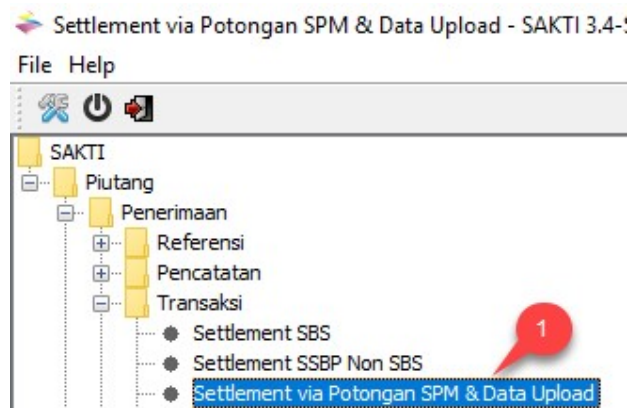 Settlement via Potongan SPM & Data Upload - SAKTI 3.4-
File Help
SAKTI
Piutang
Penerimaan
Referensi
Pencatatan
Transaksi
Settlement SBS
1
Settlement SSBP Non SBS
Settlement via Potongan SPM & Data Upload